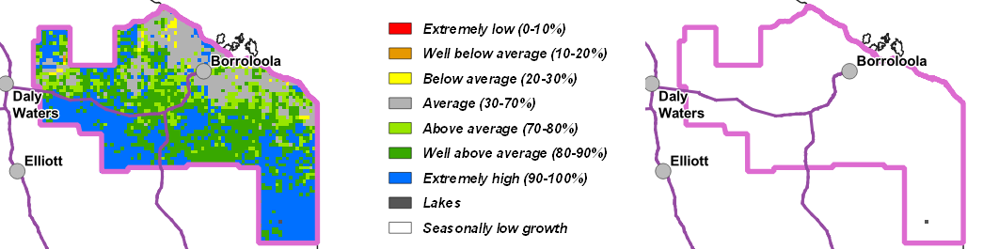 Borroloola
Daly
Waters
Elliott
Extremely low (0-10%)
Well below average (10-20%)
Below average (20-30%)
Average (30-70%)
Above average (70-80%)
Well above average (80-90%)
Extremely high (90-100%)
Lakes
Seasonally low growth
Borroloola
Daly
Waters
Elliott